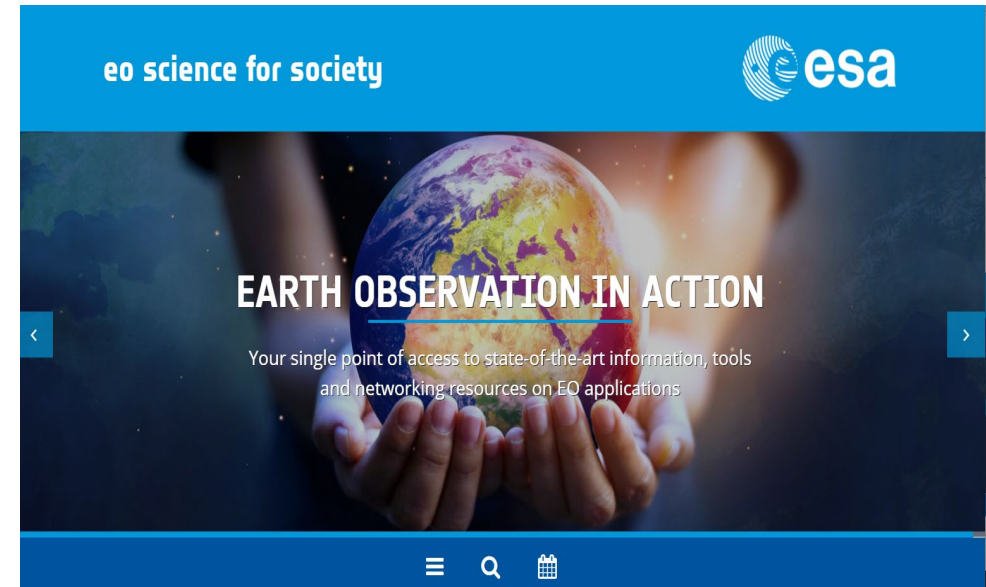 eo science for society
esa
EARTH OBSERVATION IN ACTION
Your single point of access to state-of-the-art information, tools
and networking resources on EO applications